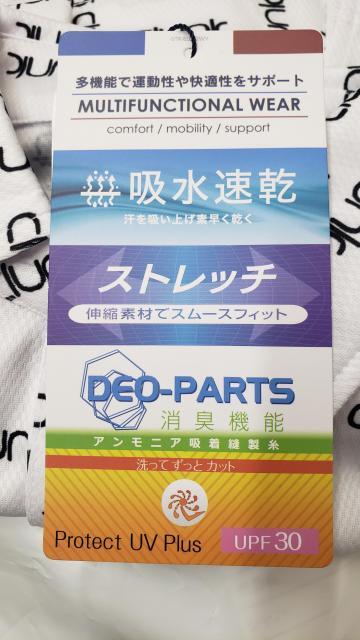 多機能で運動性や快適性をサポート
MULTIFUNCTIONAL WEAR
comfort / mobility / support
吸水速乾
汗を吸い上げ素早く乾く
ストレッチ
伸縮素材でスムースフィット
DEO-PARTS
消臭機能
アンモニア吸着縫製糸
洗ってずっとカット
Protect UV Plus UPF 30